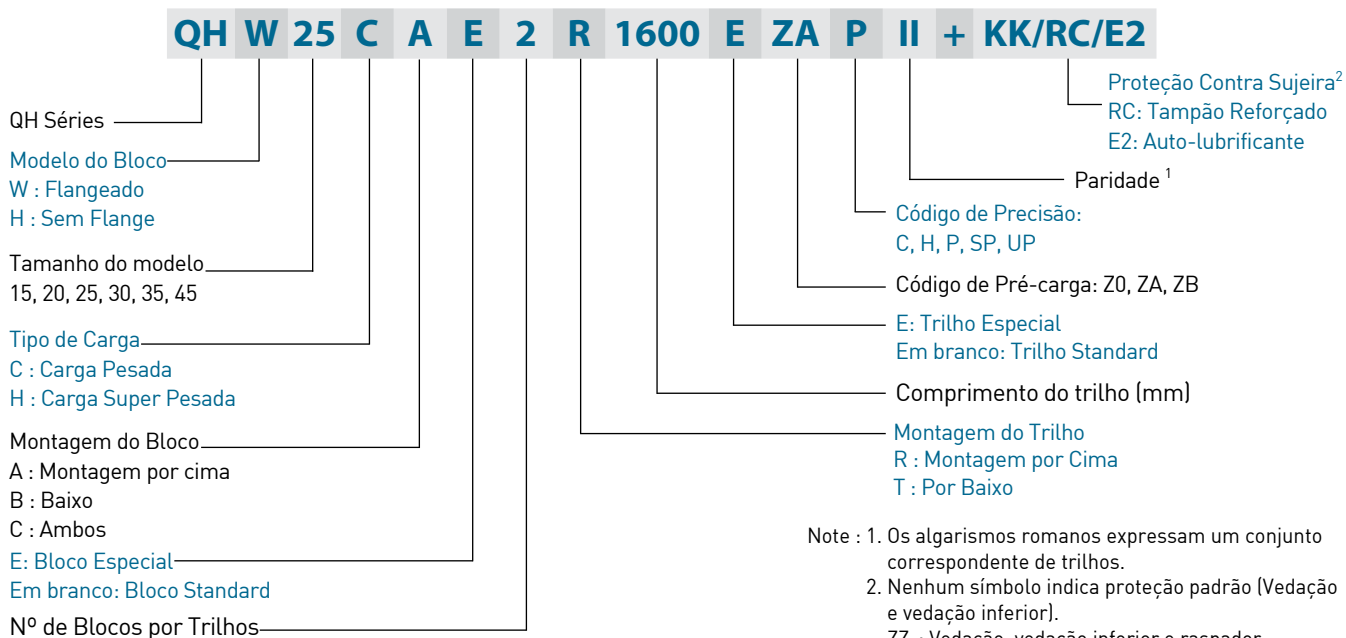 QH W 25 C A E 2 R 1600 E ZA P II + KK/RC/E2
QH Séries
Modelo do Bloco
W : Flangeado
H : Sem Flange
Tamanho do modelo
15, 20, 25, 30, 35, 45
Tipo de Carga
C : Carga Pesada
H : Carga Super Pesada
Montagem do Bloco
A : Montagem por cima
B : Baixo
C : Ambos
E: Bloco Especial
Em branco: Bloco Standard
Nº de Blocos por Trilhos
Proteção Contra Sujeira2
RC: Tampão Reforçado
E2: Auto-lubrificante
Paridade 1
Código de Precisão:
C, H, P, SP, UP
Código de Pré-carga: Z0, ZA, ZB
E: Trilho Especial
Em branco: Trilho Standard
Comprimento do trilho (mm)
Montagem do Trilho
R : Montagem por Cima
T : Por Baixo
Note : 1. Os algarismos romanos expressam um conjunto
correspondente de trilhos.
2. Nenhum símbolo indica proteção padrão (Vedação
e vedação inferior).
ZZ : Vedação, vedação inferior e raspador